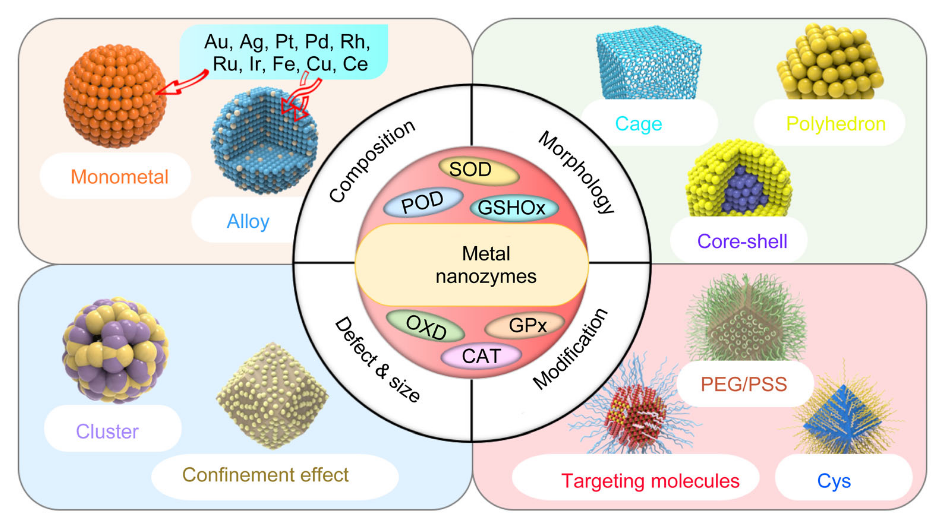 Au, Ag, Pt, Pd, Rh,
Ru, Ir, Fe, Cu, Ce
Monometal
Alloy
Composition
Morphology
Cage
Polyhedron
Core-shell
SOD
POD
GSHOx
Metal
nanozymes
OXD
GPx
CAT
Defect & size
Modification
Cluster
Confinement effect
PEG/PSS
Targeting molecules
Cys